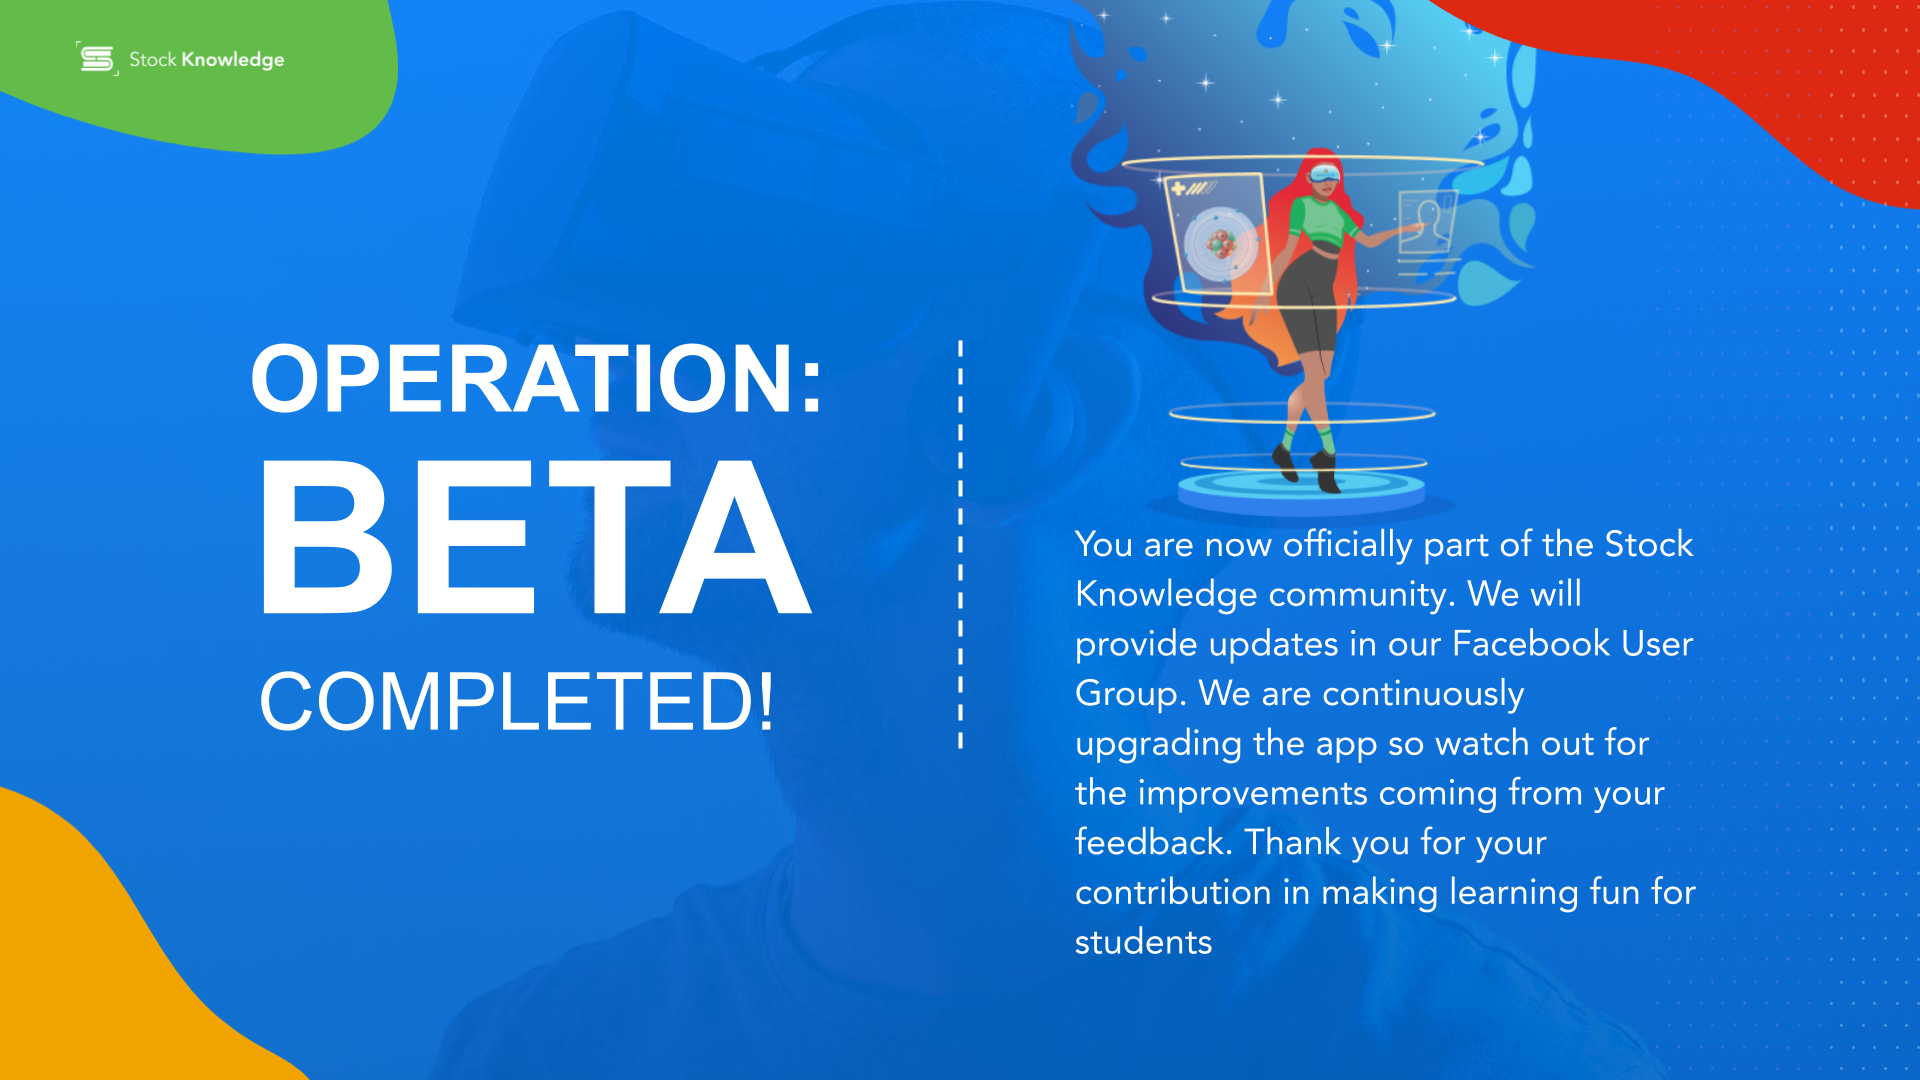 Stock Knowledge
OPERATION:
BETA
COMPLETED!
You are now officially part of the Stock
Knowledge community. We will
provide updates in our Facebook User
Group. We are continuously
upgrading the app so watch out for
the improvements coming from your
feedback. Thank you for your
contribution in making learning fun for
students